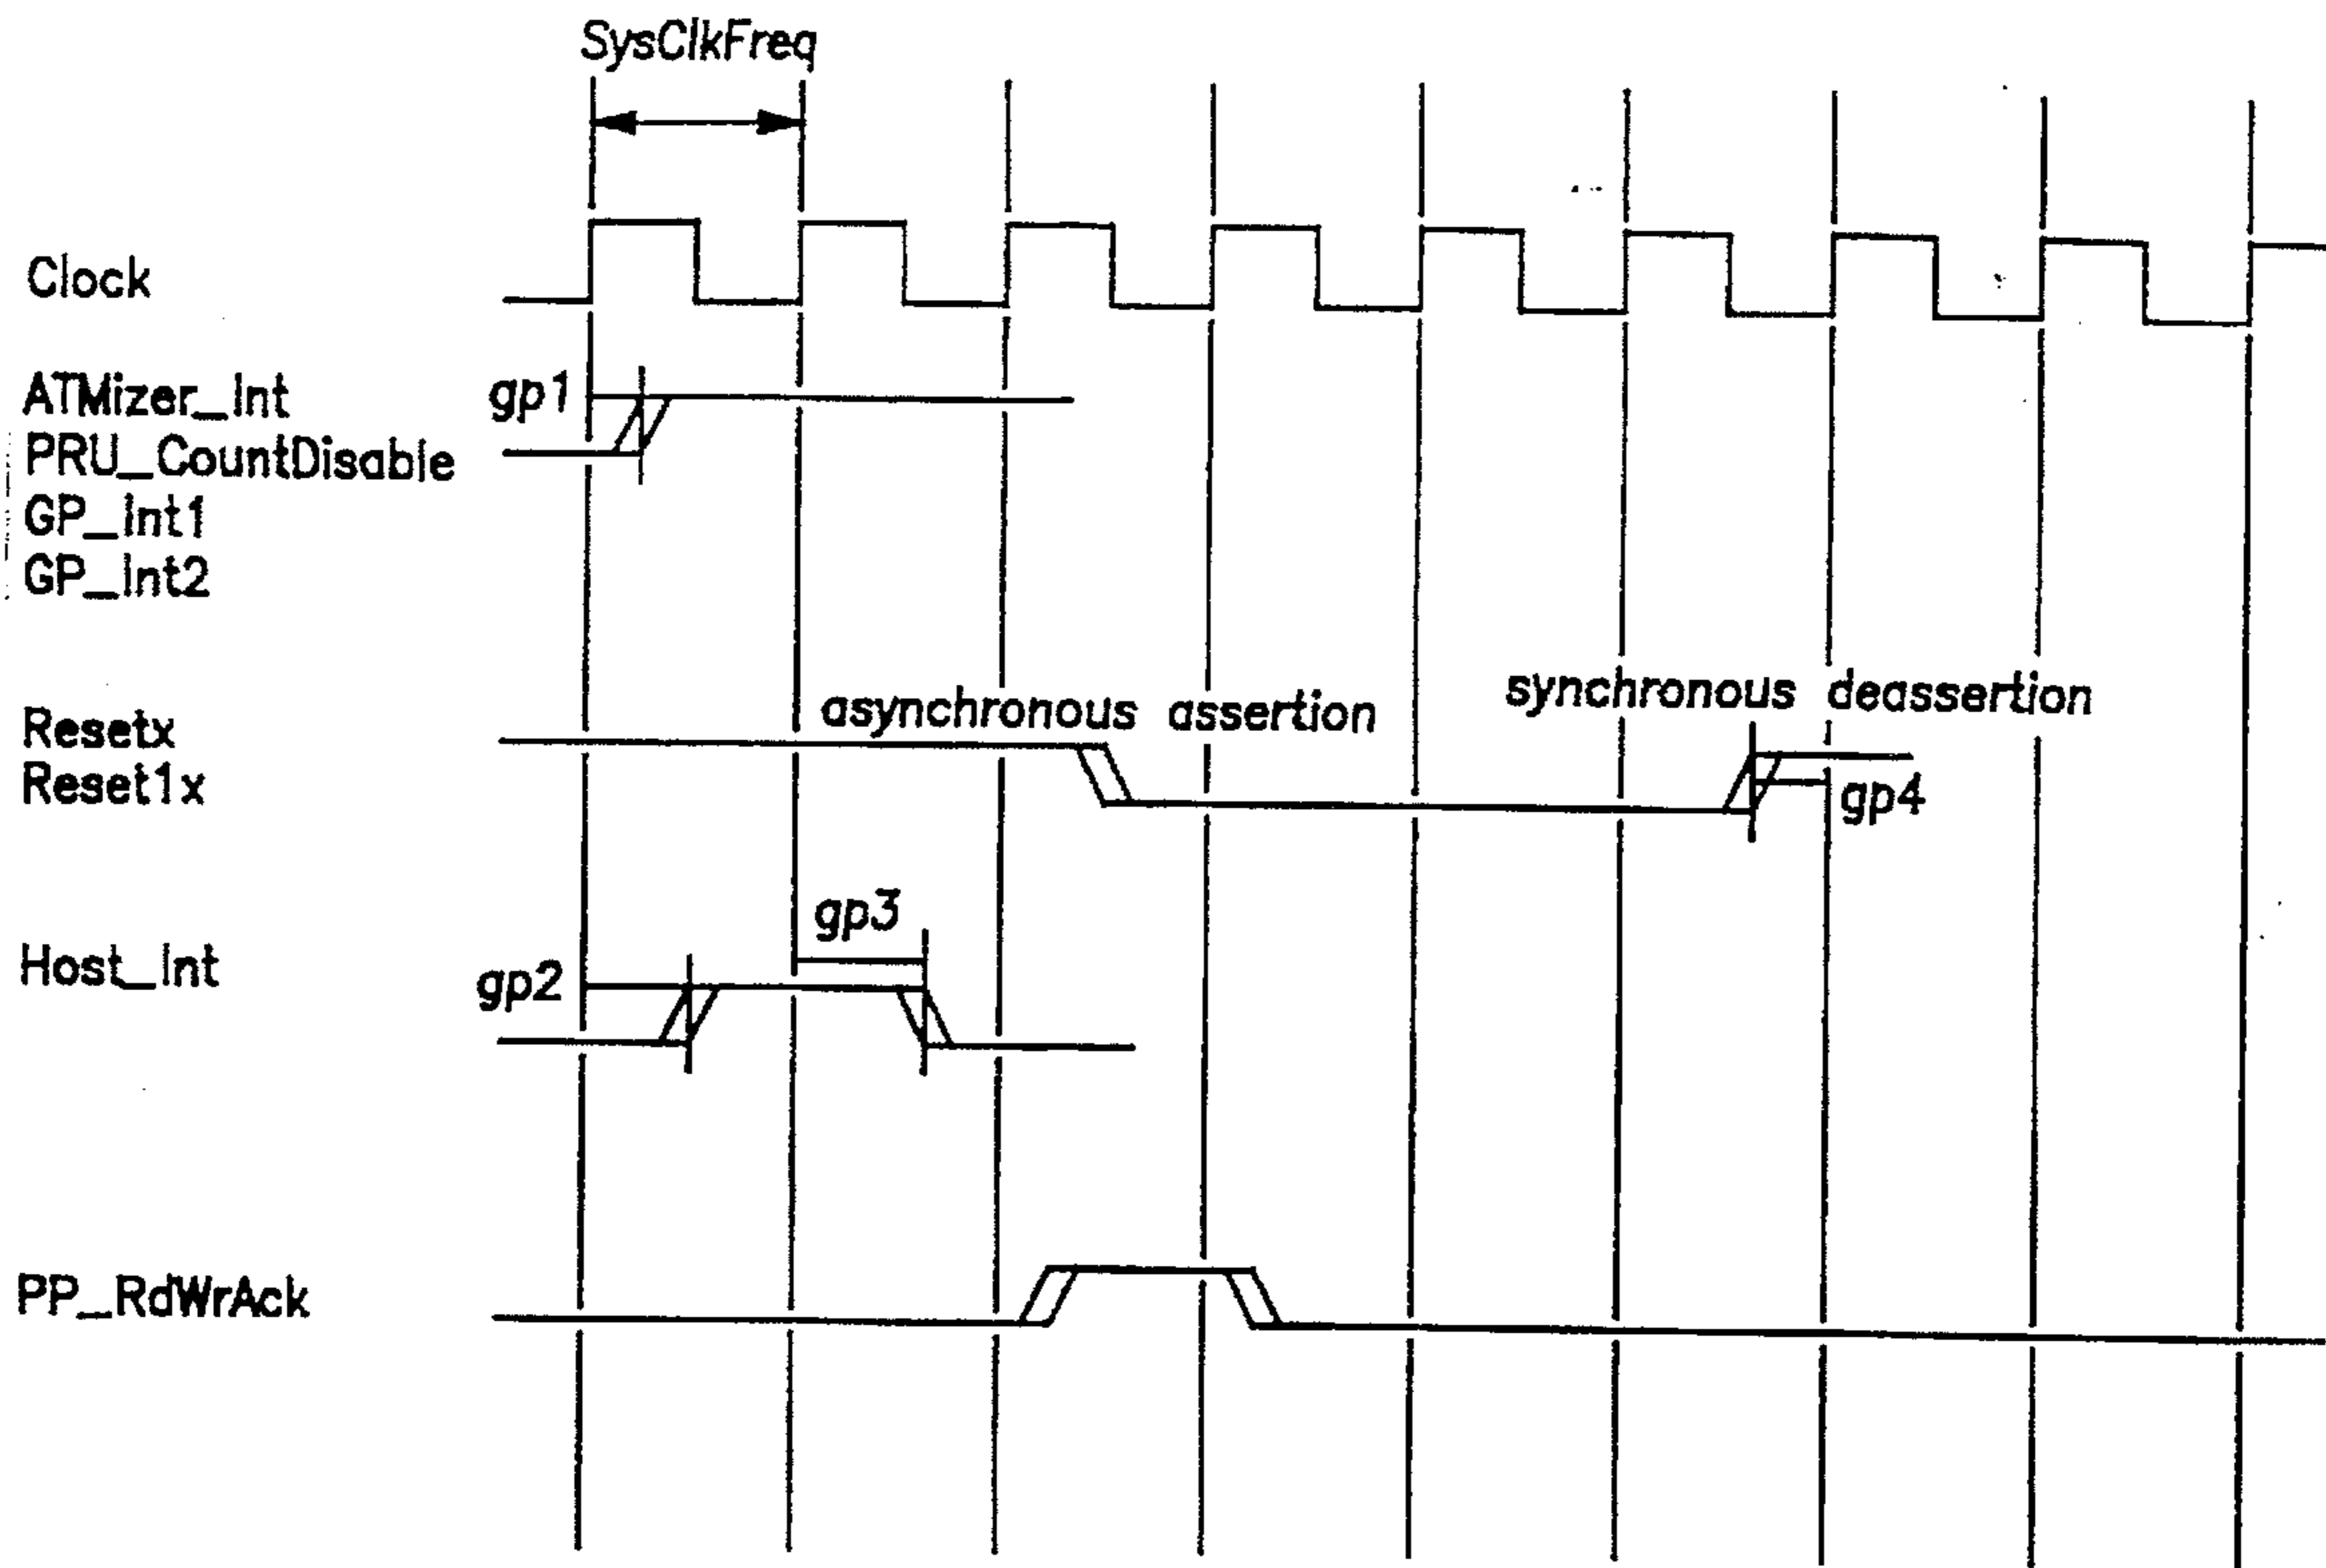 SysClkFreq
Clock
ATMizer_Int
gp1
PRU_CountDisable
GP_Int1
GP_Int2
Resetx
asynchronous assertion
synchronous deassertion
Reset1x
gp4
gp3
Host_Int
gp2
PP_RdWrAck